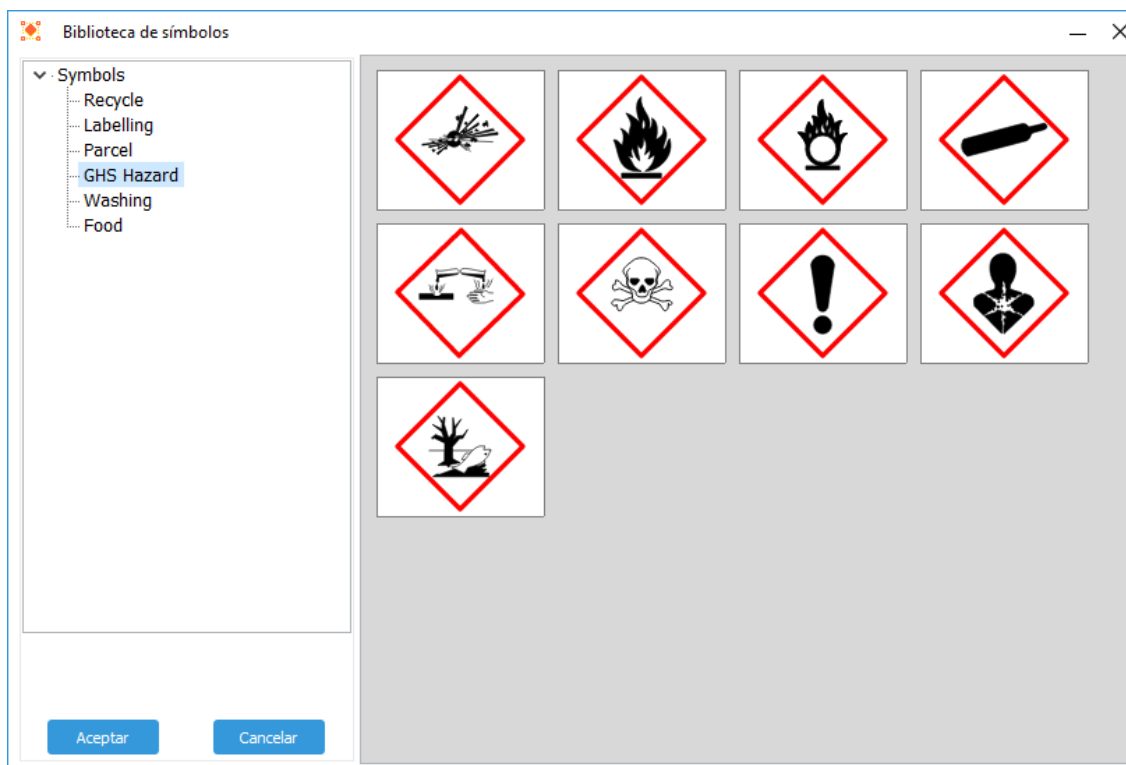 Biblioteca de símbolos
Symbols
Recycle
Labelling
Parcel
GHS Hazard
Washing
Food
Aceptar
Cancelar